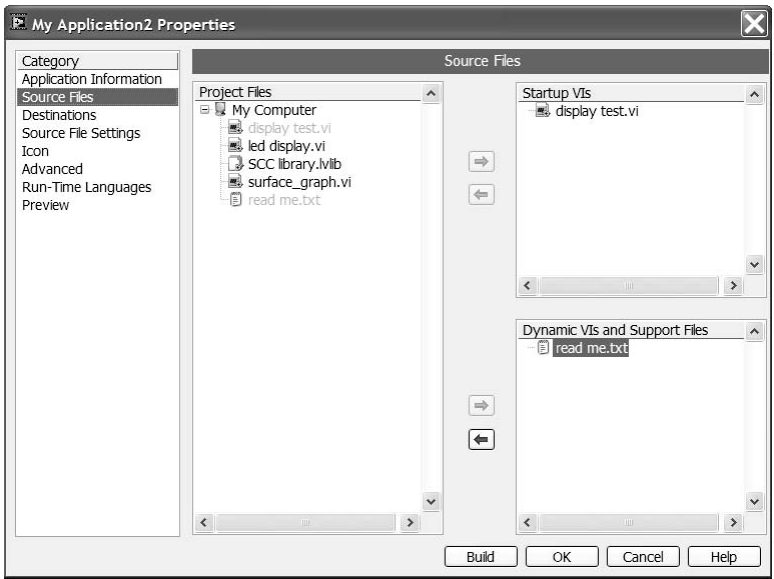 My Application2 Properties
Category
Application Information
Source Files
Destinations
Source File Settings
Icon
Advanced
Run-Time Languages
Preview
Source Files
Project Files
My Computer
display test.vi
led display.vi
SCC library.lvlib
surface_graph.vi
read me.txt
Startup VIs
display test.vi
Dynamic VIs and Support Files
read me.txt
Build
OK
Cancel
Help